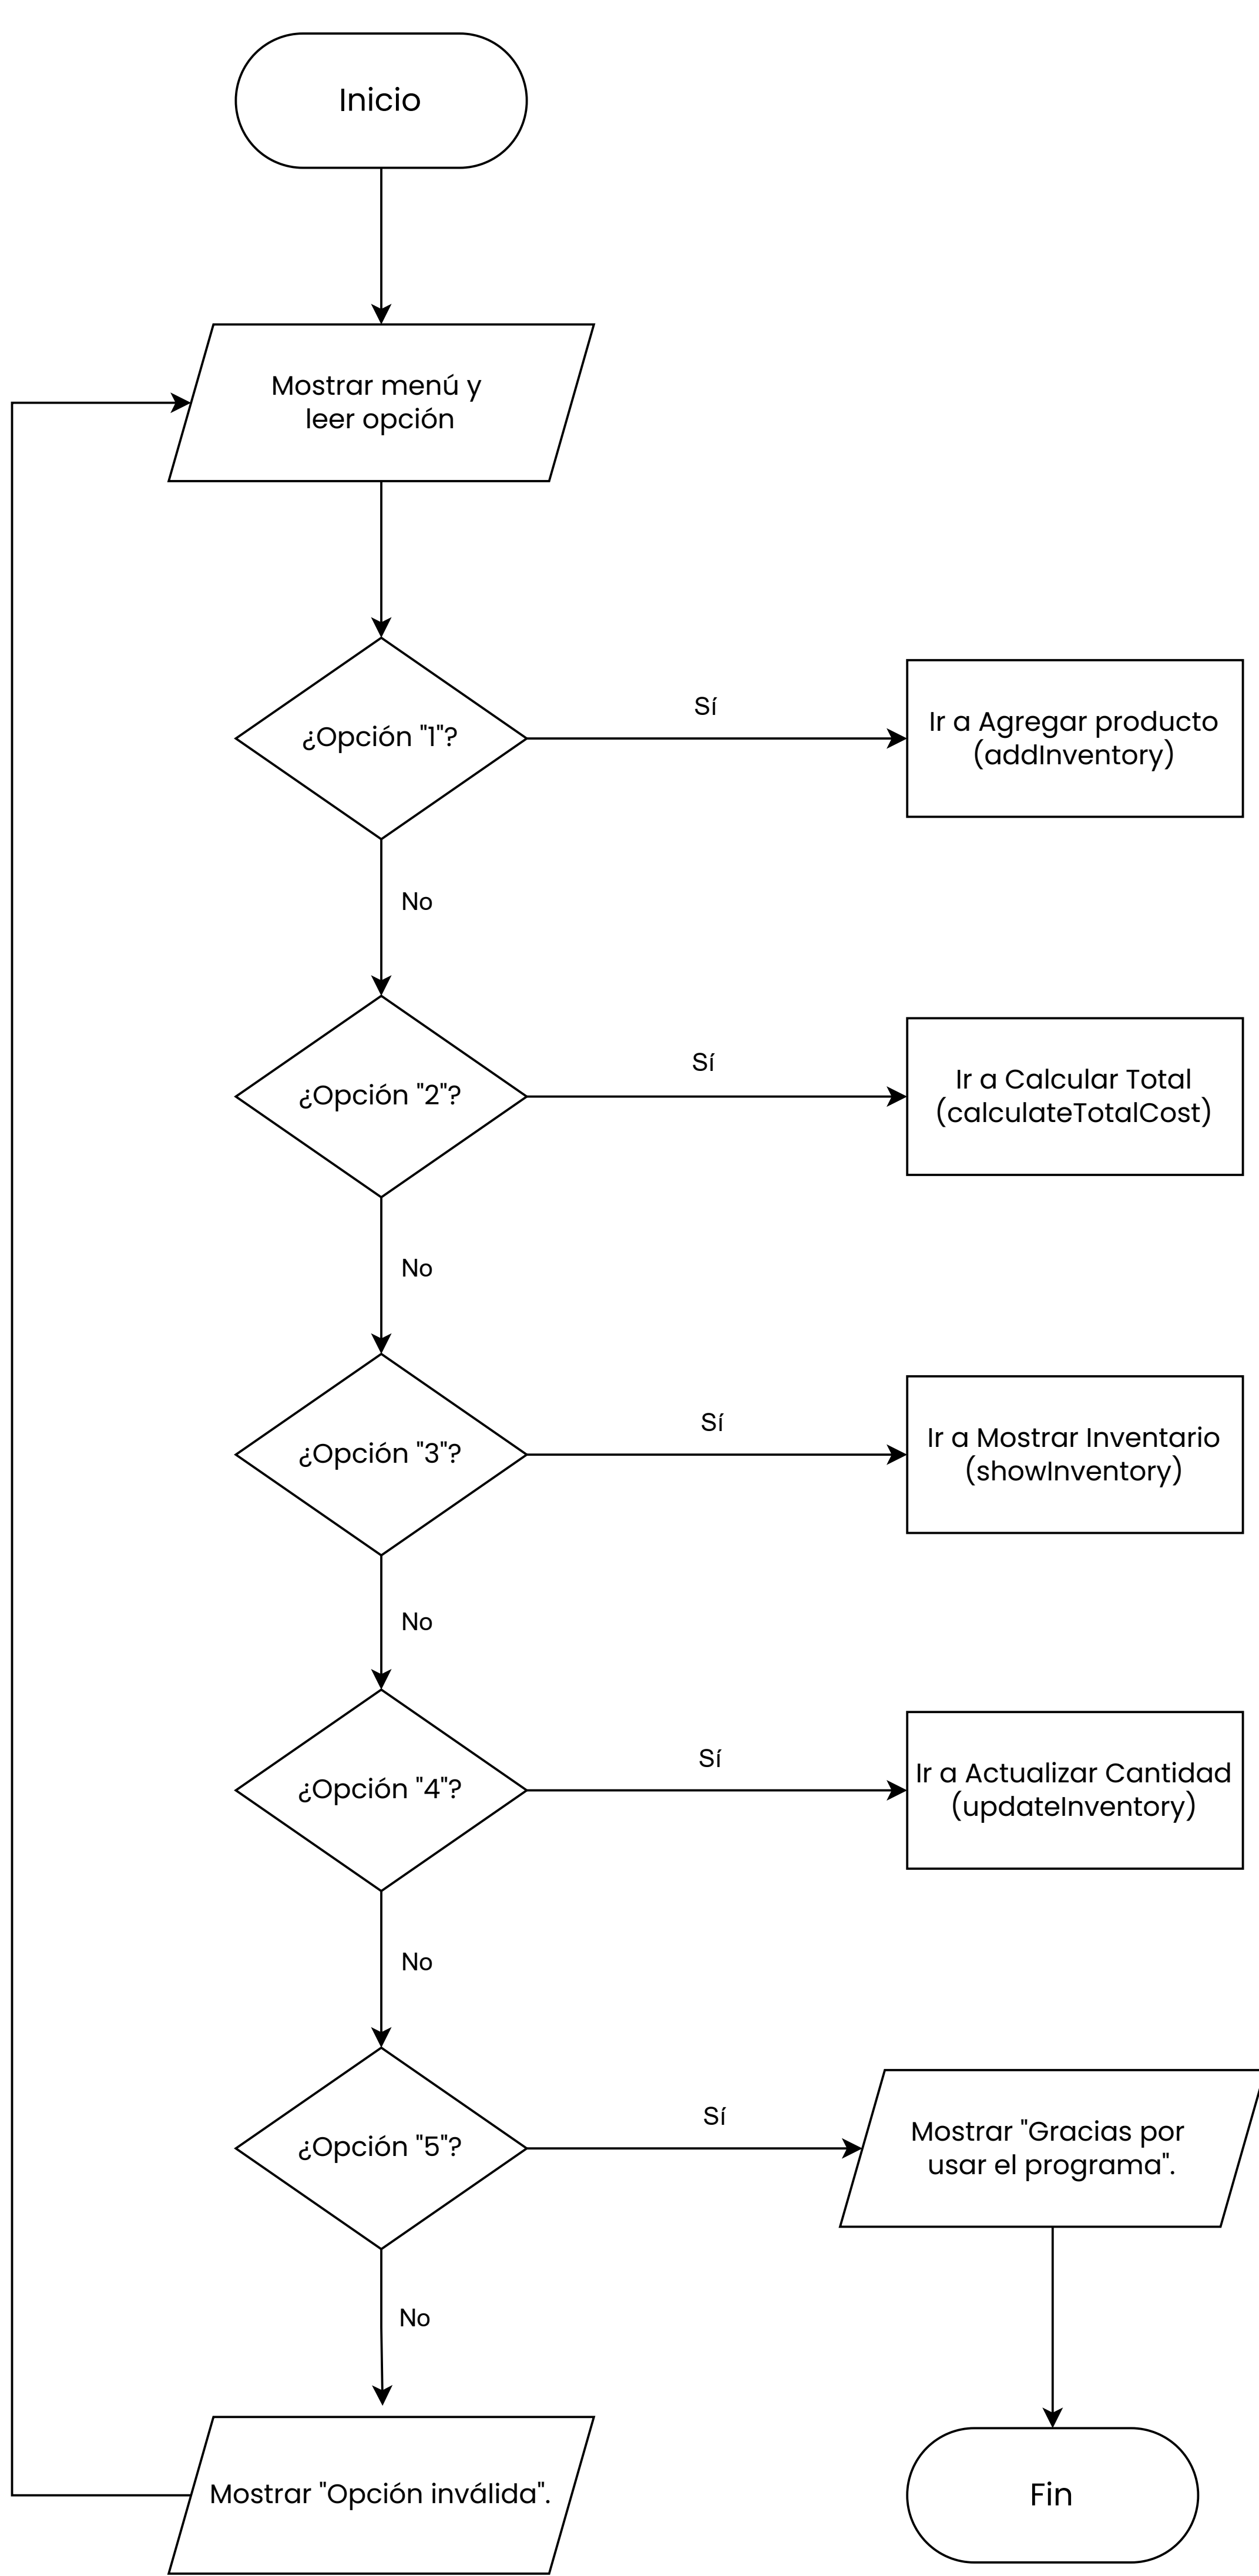 Inicio
Mostrar menú y
leer opción
¿Opción "1"?
Sí
Ir a Agregar producto
(addInventory)
No
¿Opción "2"?
Sí
Ir a Calcular Total
(calculateTotalCost)
No
¿Opción "3"?
Sí
Ir a Mostrar Inventario
(showInventory)
No
¿Opción "4"?
Sí
Ir a Actualizar Cantidad
(updateInventory)
No
¿Opción "5"?
Sí
Mostrar "Gracias por
usar el programa".
No
Mostrar "Opción inválida".
Fin